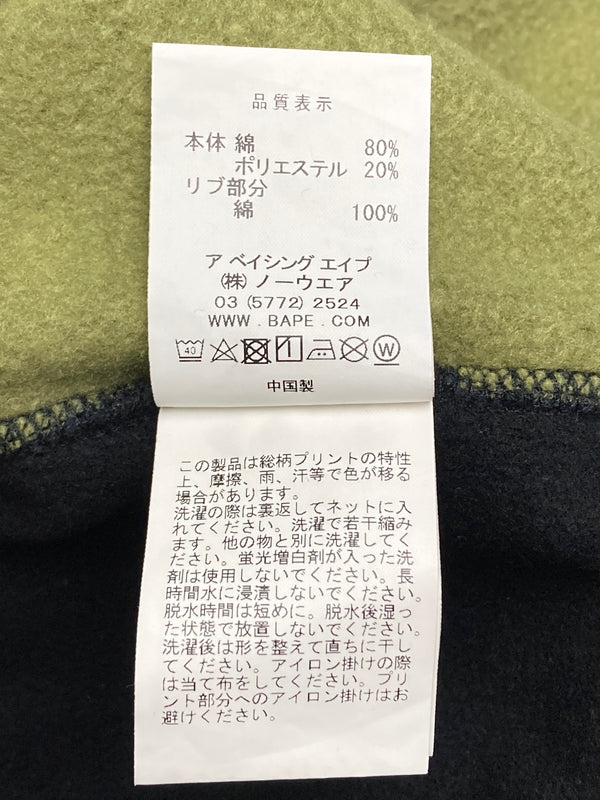 品質表示
本体 綿 80%
ポリエステル 20%
リブ部分
綿 100%
ア ベイシング エイプ
(株) ノーウエア
03 (5772) 2524
WWW.BAPE.COM
40
W
中国製
この製品は総柄プリントの特性
上、摩擦、雨、汗等で色が移る
場合があります。
洗濯の際は裏返してネットに入
れてください。洗濯で若干縮み
ます。他の物と別に洗濯してく
ださい。蛍光増白剤が入った洗
剤は使用しないでください。長
時間水に浸漬しないでください。
脱水時間は短めに。脱水後湿っ
た状態で放置しないでください。
洗濯後は形を整えて直ちに干し
てください。アイロン掛けの際
は当て布をしてください。プリ
ント部分へのアイロン掛けはお
避けください。